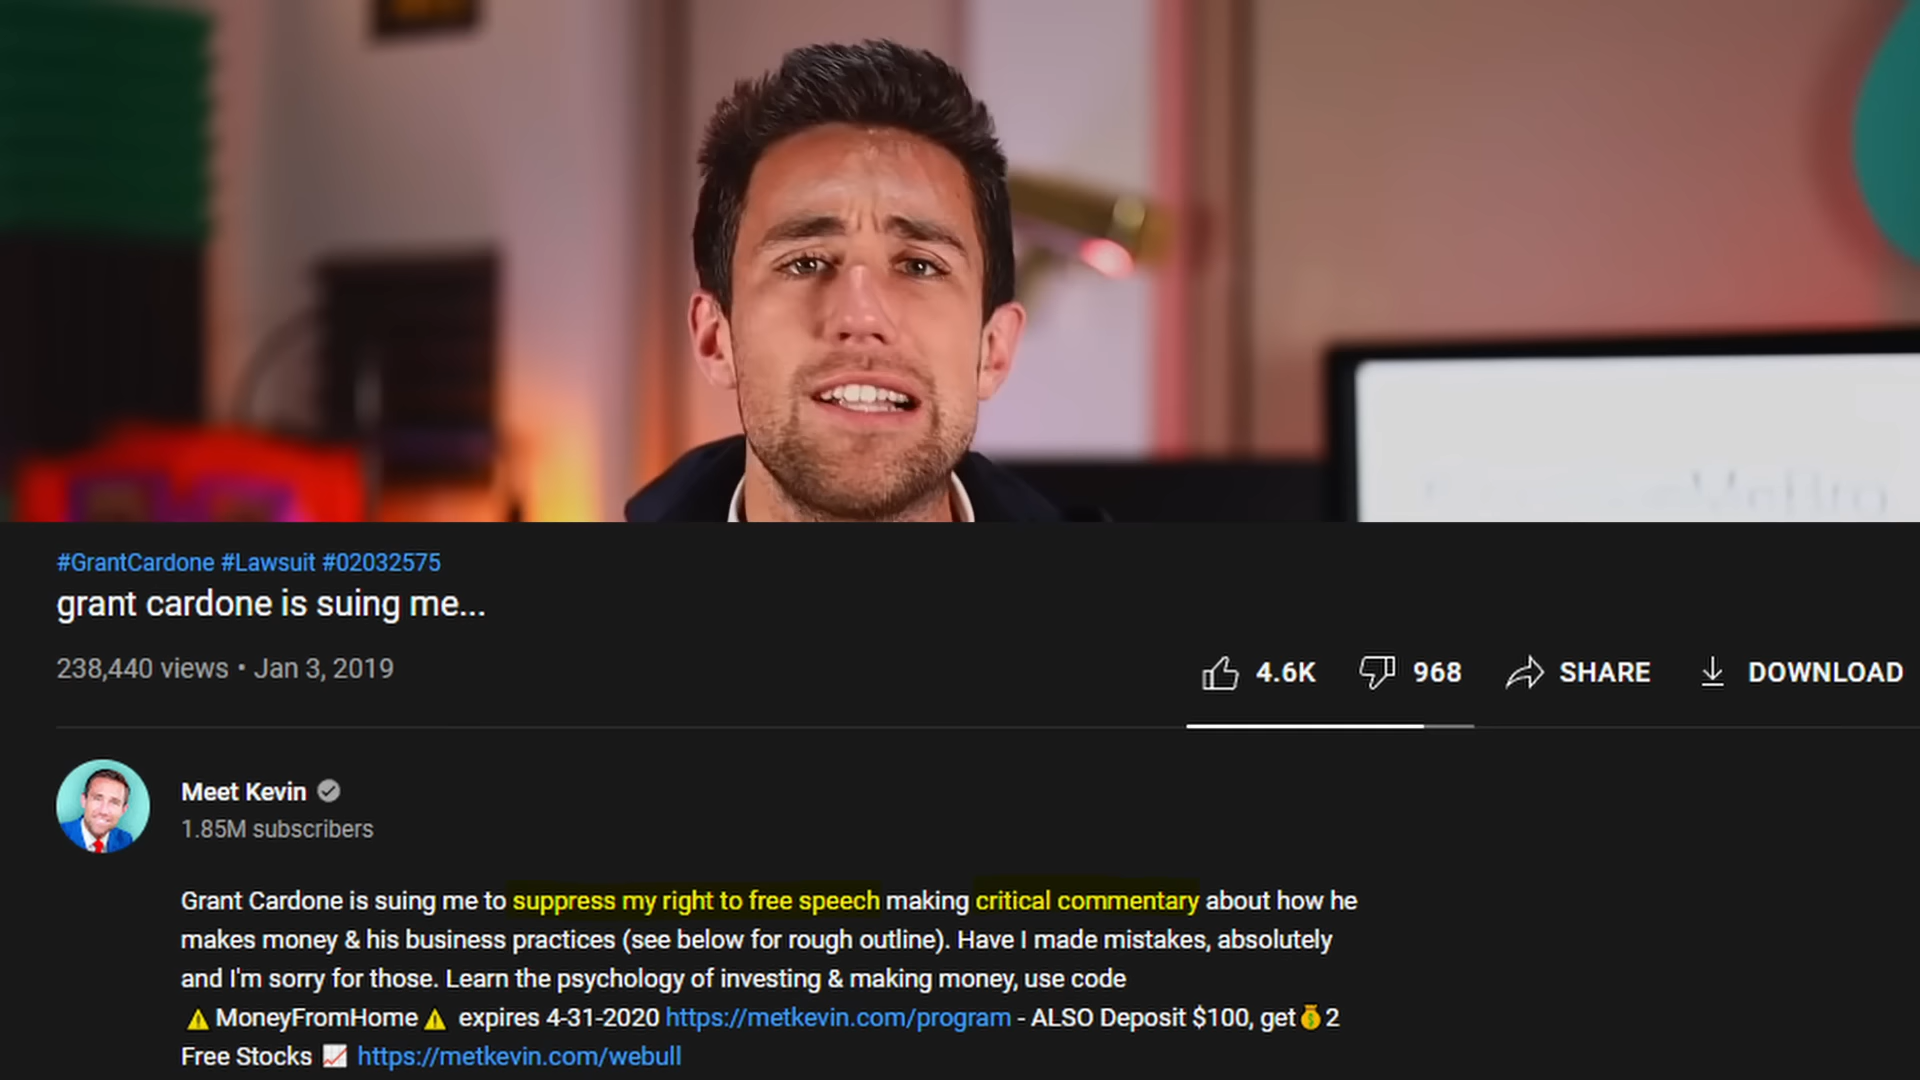 #GrantCardone #Lawsuit #02032575
grant cardone is suing me...
238,440 views • Jan 3, 2019
4.6K 968 SHARE DOWNLOAD
Meet Kevin
1.85M subscribers
Grant Cardone is suing me to suppress my right to free speech making critical commentary about how he
makes money & his business practices (see below for rough outline). Have I made mistakes, absolutely
and I'm sorry for those. Learn the psychology of investing & making money, use code
⚠️MoneyFromHome⚠️ expires 4-31-2020 https://metkevin.com/program - ALSO Deposit $100, get💰2
Free Stocks 📈 https://metkevin.com/webull